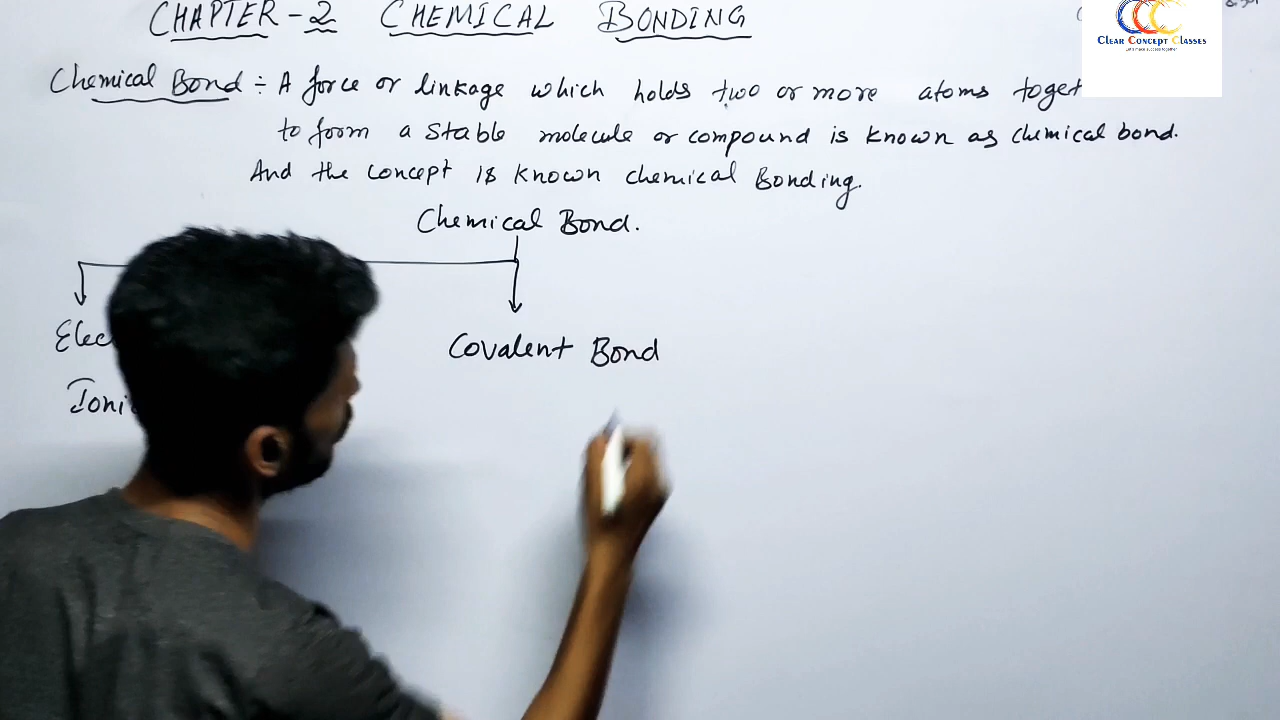 CHAPTER-2 CHEMICAL BONDING
CLEAR CONCEPT CLASSES
Chemical Bond ÷ A force or linkage which holds two or more atoms toget
to form a stable molecule or compound is known as chemical bond.
And the concept is known chemical Bonding.
Chemical Bond.
Elec
Covalent Bond
Ioni